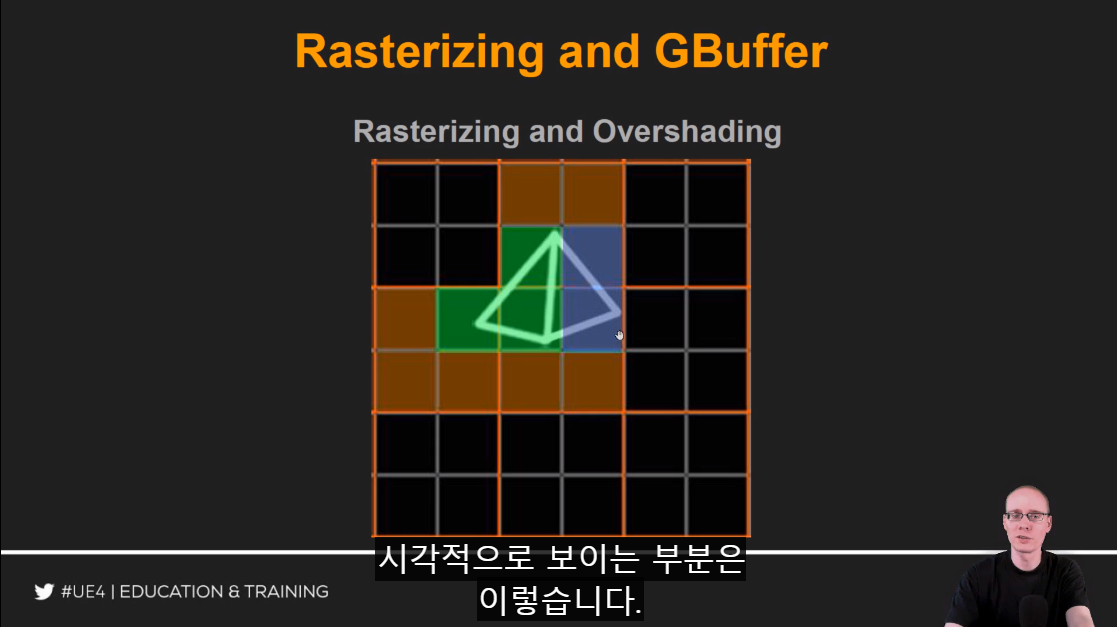 Rasterizing and GBuffer
Rasterizing and Overshading
시각적으로 보이는 부분은
이렇습니다.
#UE4 | EDUCATION & TRAINING